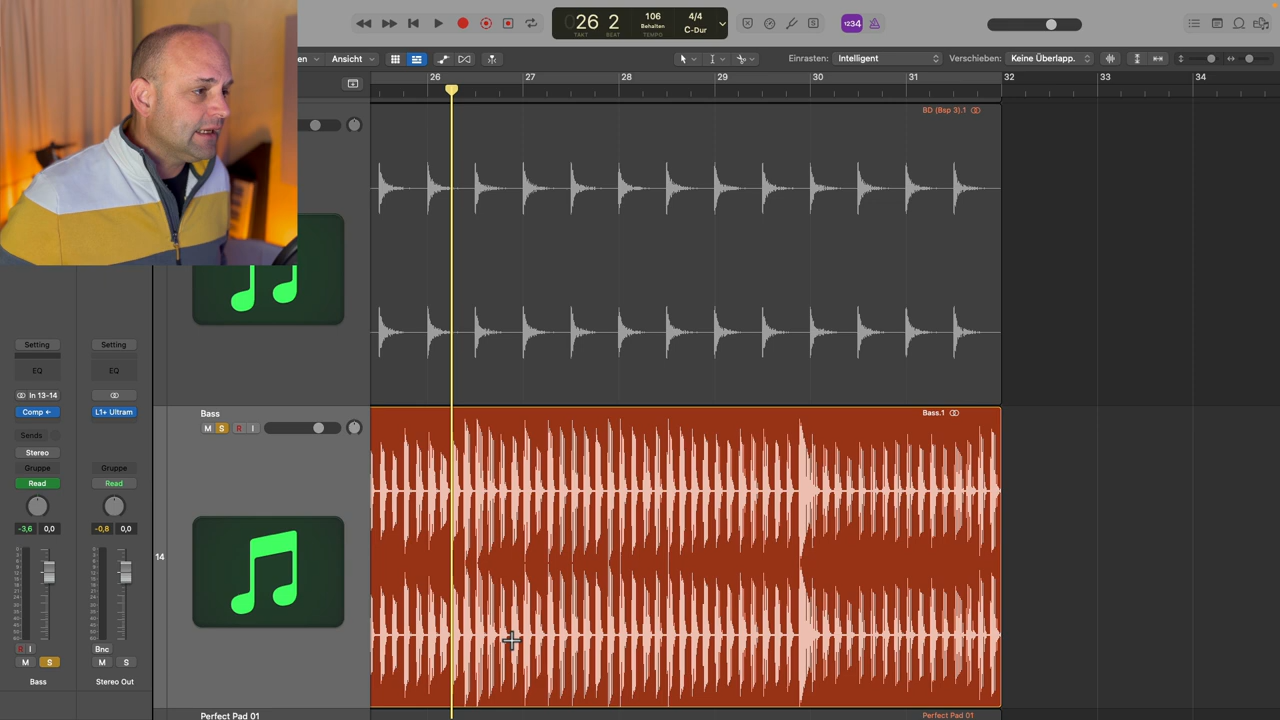 26 2
TAKT BEAT
106
Behalten
TEMPO
4/4
C-Dur
1234
en
Ansicht
Einrasten: Intelligent
Verschieben: Keine Überlapp.
26 27 28 29 30 31 32 33 34
BD (Bsp 3).1
Bass
M S R I
Bass.1
14
Setting Setting
EQ EQ
In 13-14
Comp L1+ Ultram
Sends
Stereo
Gruppe Gruppe
Read Read
-3,6 0,0 -0,8 0,0
R I Bnc
M S M S
Bass Stereo Out
Perfect Pad 01
Perfect Pad 01